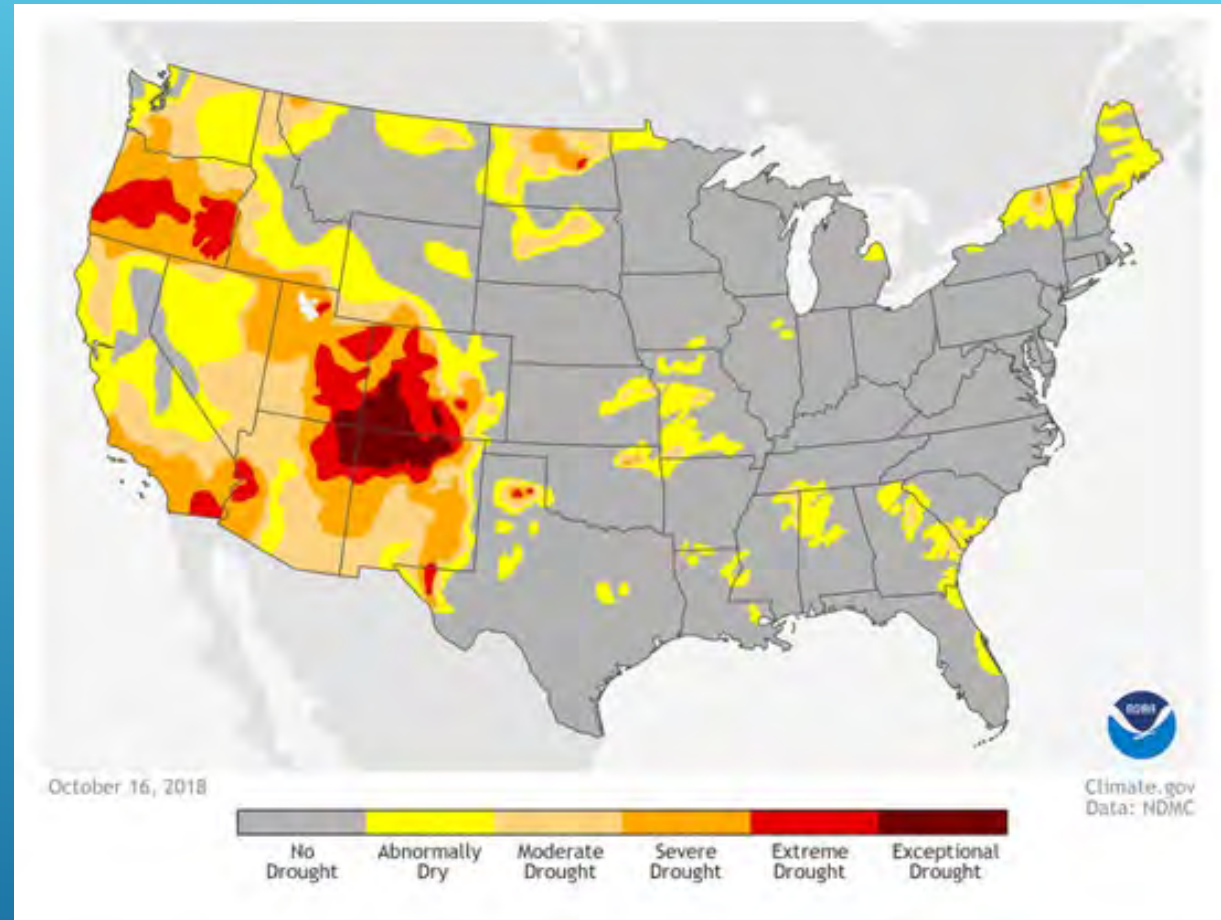 NOAA
October 16, 2018
Climate.gov
Data: NDMC
No Drought
Abnormally Dry
Moderate Drought
Severe Drought
Extreme Drought
Exceptional Drought